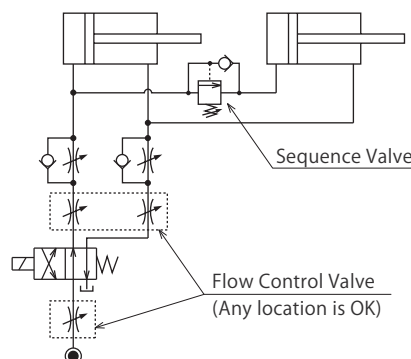 Sequence Valve
Flow Control Valve
(Any location is OK)